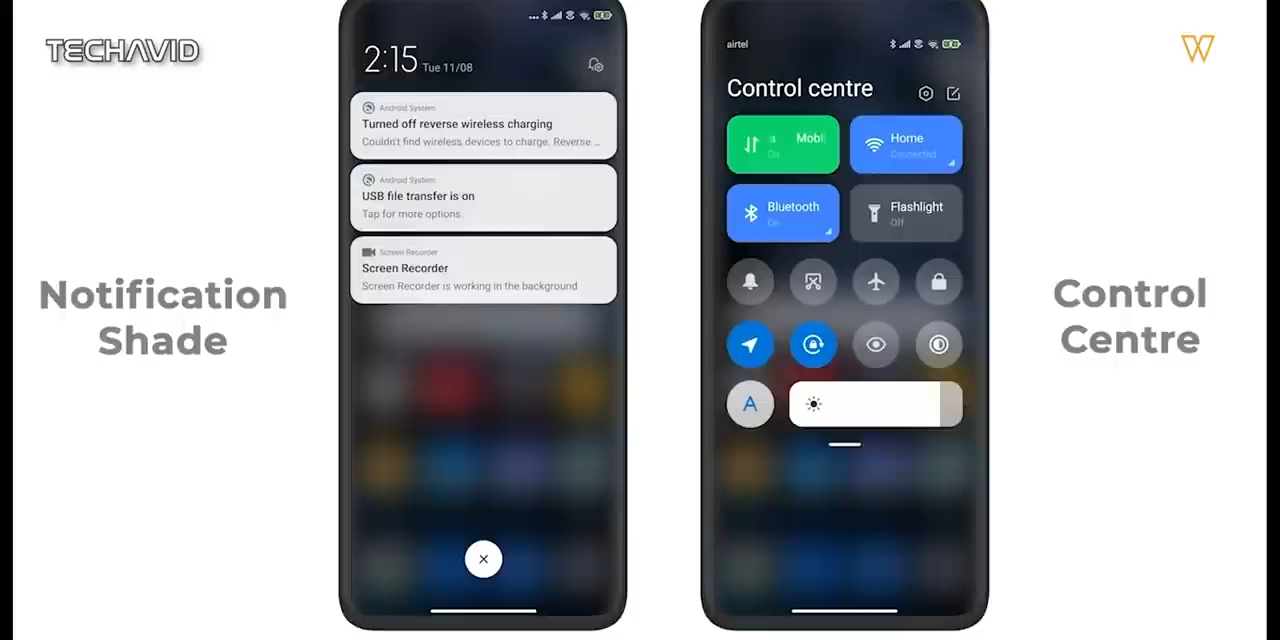 TECHAVID
Notification
Shade
2:15 Tue 11/08
Android System
Turned off reverse wireless charging
Couldn't find wireless devices to charge. Reverse ...
Android System
USB file transfer is on
Tap for more options.
Screen Recorder
Screen Recorder
Screen Recorder is working in the background
airtel
Control centre
a Mobi
On
Home
Connected
Bluetooth
On
Flashlight
Off
A
Control
Centre